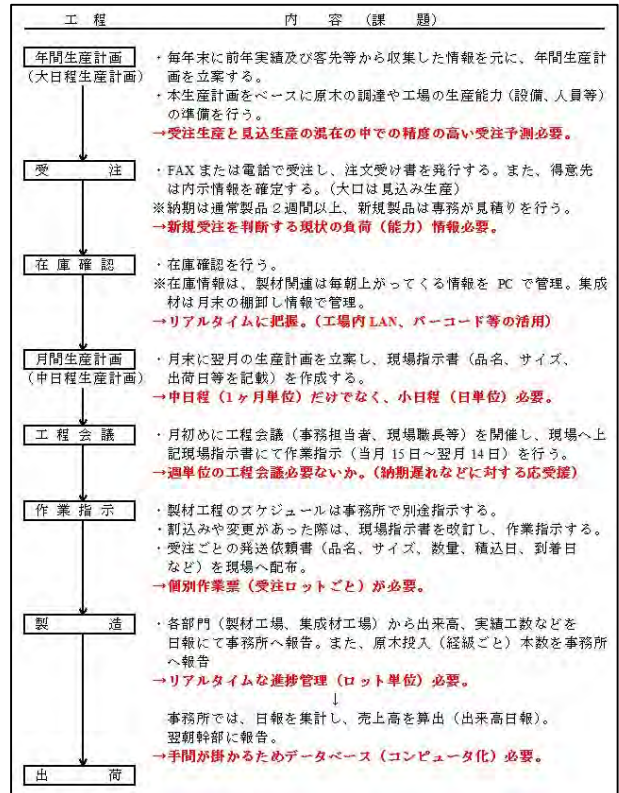 工程　内容（課題）
年間生産計画
（大日程生産計画）
・毎年末に前年実績及び客先等から収集した情報を元に、年間生産計
画を立案する。
・本生産計画をベースに原木の調達や工場の生産能力（設備、人員等）
の準備を行う。
→受注生産と見込生産の混在の中での精度の高い受注予測必要。
受注
・FAXまたは電話で受注し、注文受け書を発行する。また、得意先
は内示情報を確定する。（大口は見込み生産）
※納期は通常製品２週間以上、新規製品は専務が見積りを行う。
→新規受注を判断する現状の負荷（能力）情報必要。
在庫確認
・在庫確認を行う。
※在庫情報は、製材関連は毎朝上がってくる情報を PC で管理。集成
材は月末の棚卸し情報で管理。
→リアルタイムに把握。（工場内LAN、バーコード等の活用）
月間生産計画
（中日程生産計画）
・月末に翌月の生産計画を立案し、現場指示書（品名、サイズ、
出荷日等を記載）を作成する。
→中日程（1ヶ月単位）だけでなく、小日程（日単位）必要。
工程会議
・月初めに工程会議（事務担当者、現場職長等）を開催し、現場へ上
記現場指示書にて作業指示（当月15日～翌月14日）を行う。
→週単位の工程会議必要ないか。（納期遅れなどに対する応受援）
作業指示
・製材工程のスケジュールは事務所で別途指示する。
・割込みや変更があった際は、現場指示書を改訂し、作業指示する。
・受注ごとの発送依頼書（品名、サイズ、数量、積込日、到着日
など）を現場へ配布。
→個別作業票（受注ロットごと）が必要。
製造
・各部門（製材工場、集成材工場）から出来高、実績工数などを
日報にて事務所へ報告。また、原木投入（経級ごと）本数を事務所
へ報告
→リアルタイムな進捗管理（ロット単位）必要。
↓
事務所では、日報を集計し、売上高を算出（出来高日報）。
翌朝幹部に報告。
→手間が掛かるためデータベース（コンピュータ化）必要。
出荷